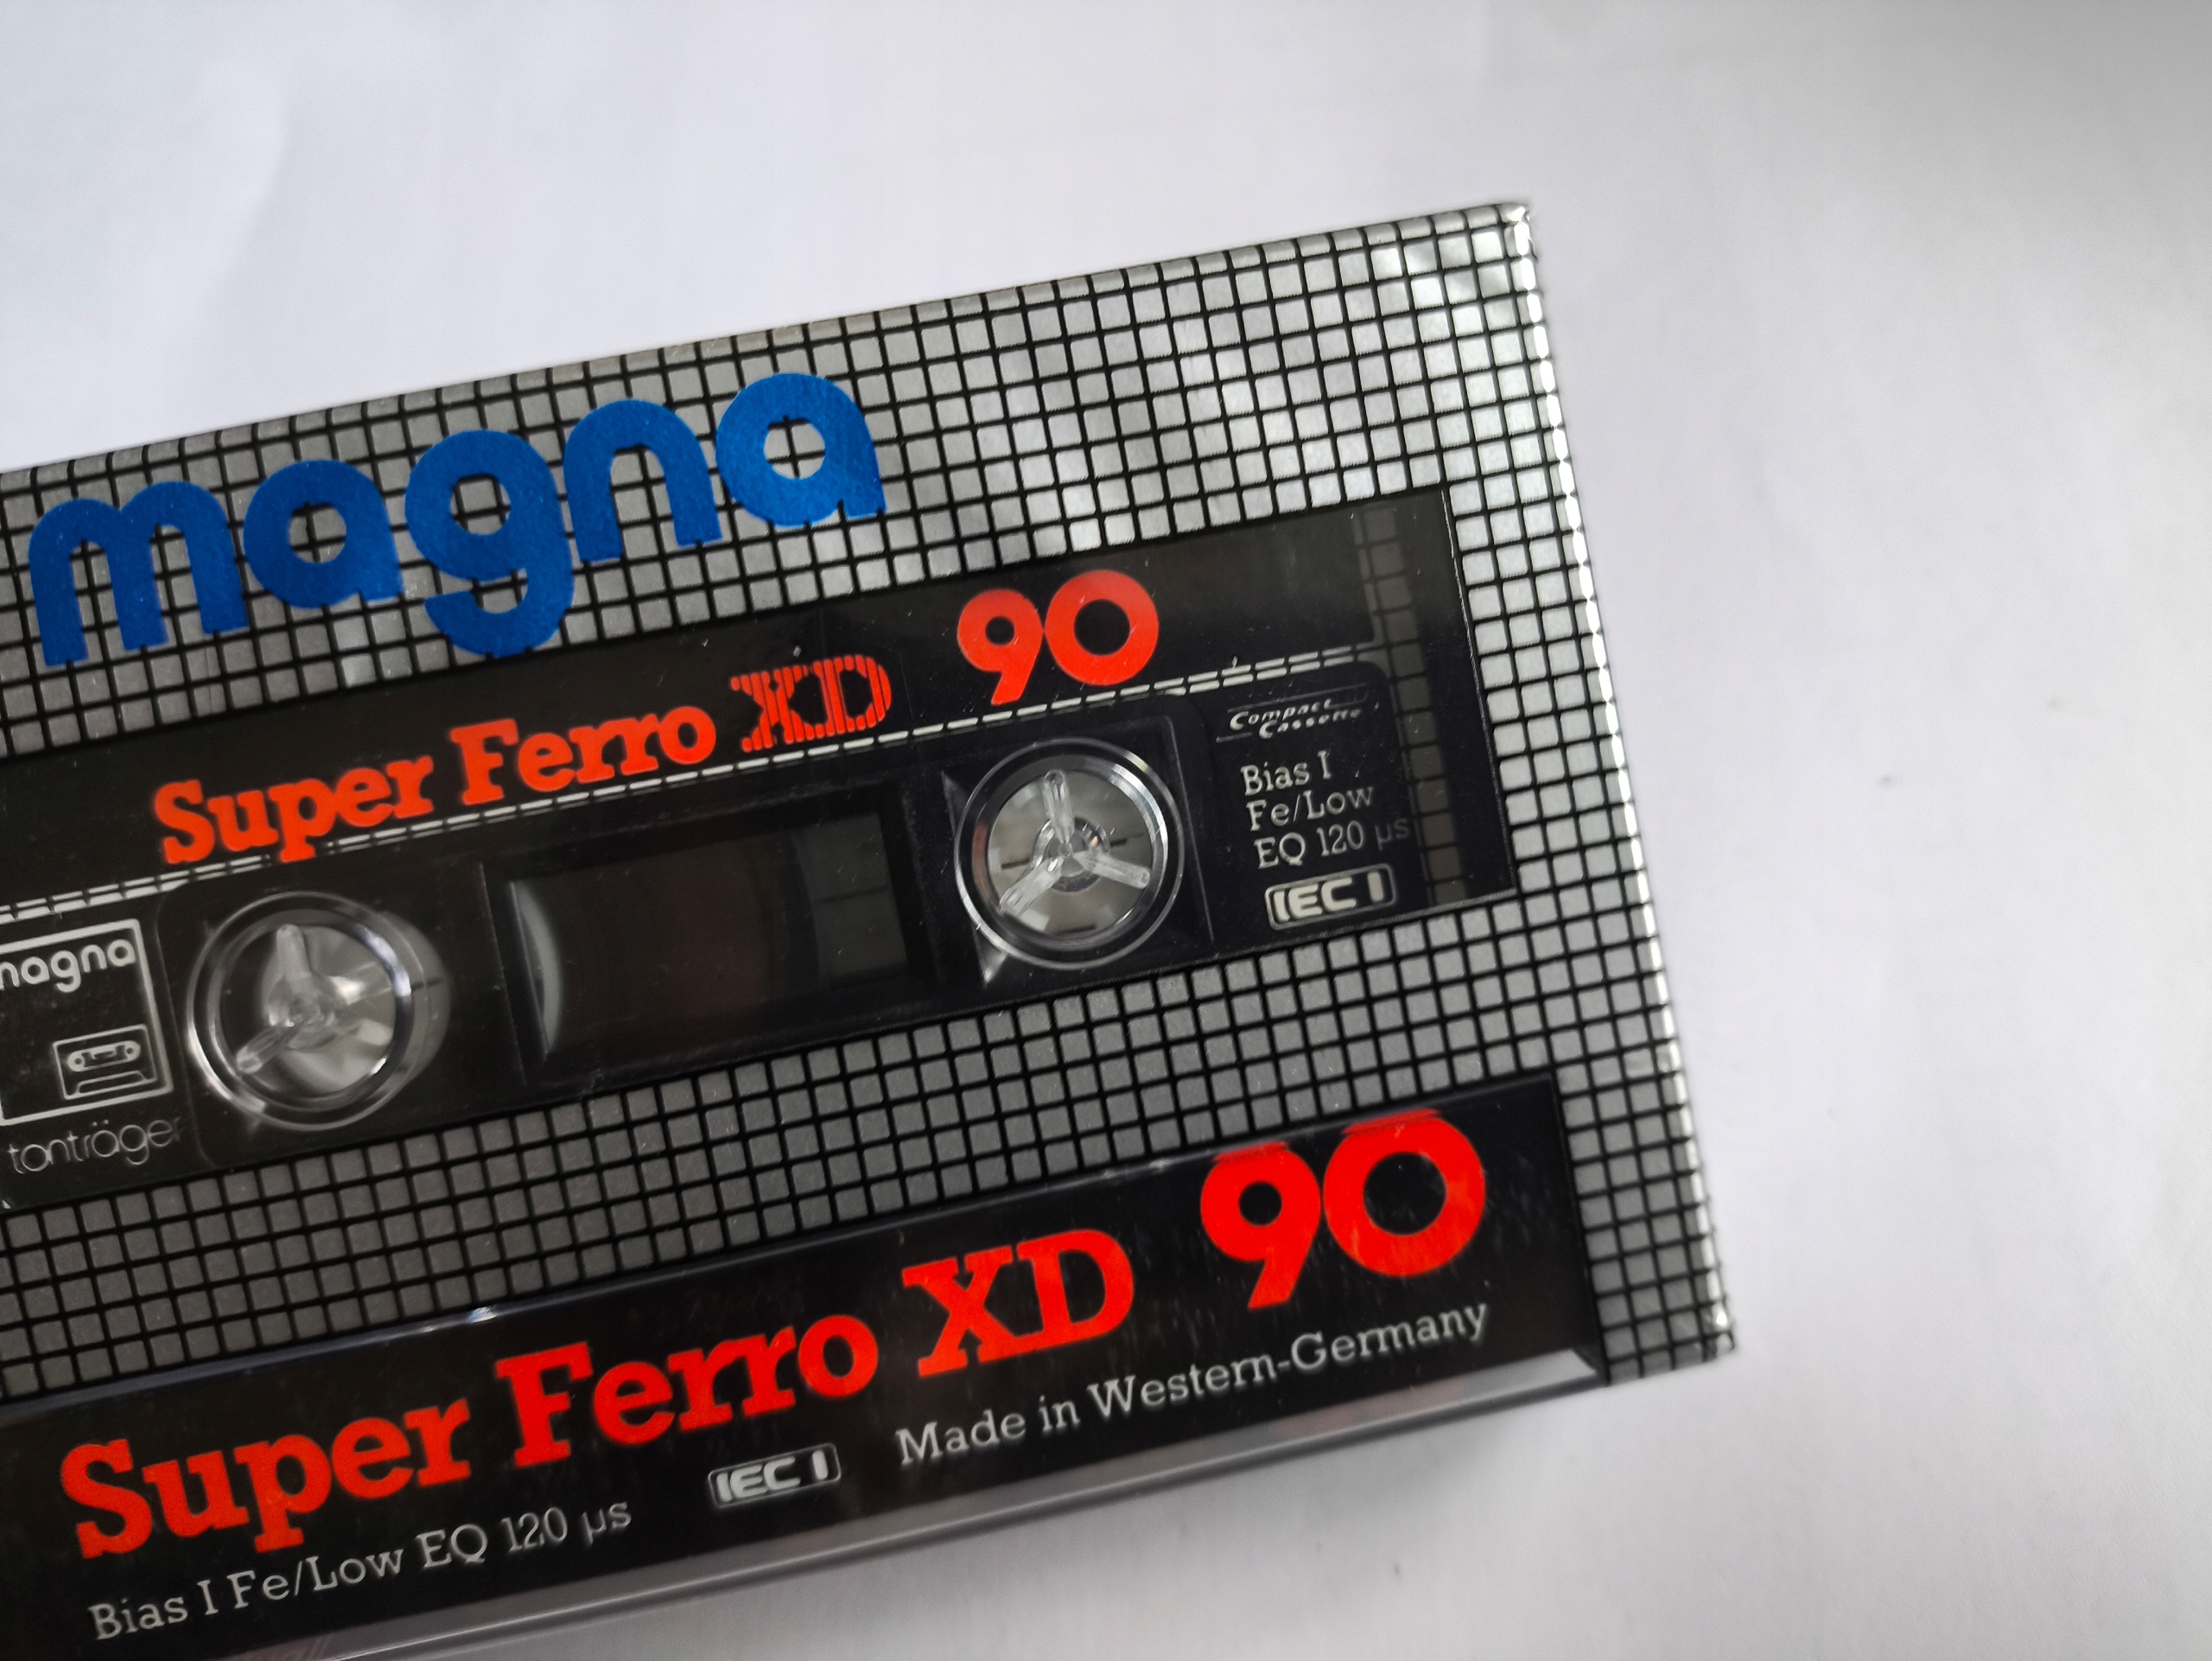 magna
Super Ferro XD 90
Compact
Cassette
Bias I
Fe/Low
EQ 120 µs
IEC I
magna
tonträger
Super Ferro XD 90
Bias I Fe/Low EQ 120 µs IEC I Made in Western-Germany